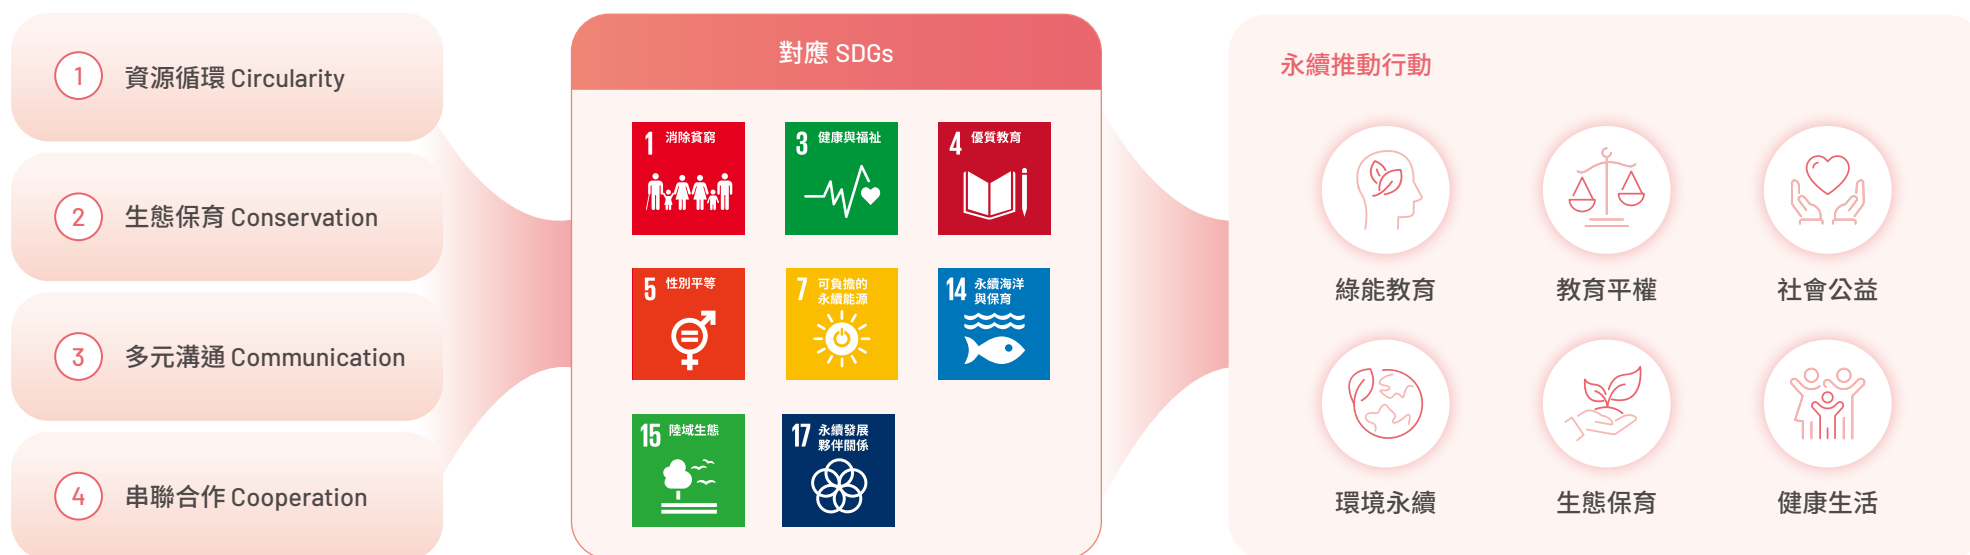 1 資源循環 Circularity
2 生態保育 Conservation
3 多元溝通 Communication
4 串聯合作 Cooperation
對應 SDGs
1 消除貧窮
3 健康與福祉
4 優質教育
5 性別平等
7 可負擔的
永續能源
14 永續海洋
與保育
15 陸域生態
17 永續發展
夥伴關係
永續推動行動
綠能教育
教育平權
社會公益
環境永續
生態保育
健康生活